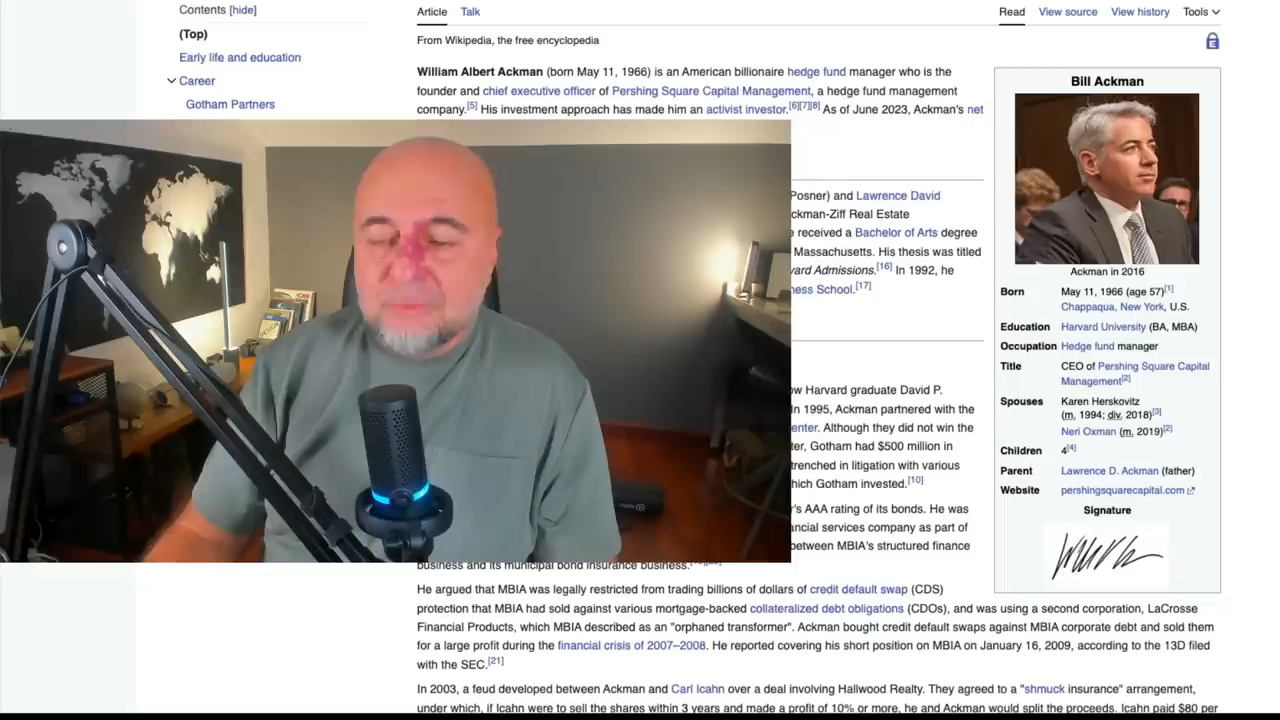 Contents [hide]
(Top)
Early life and education
Career
Gotham Partners
Article Talk
Read View source View history Tools
From Wikipedia, the free encyclopedia
William Albert Ackman (born May 11, 1966) is an American billionaire hedge fund manager who is the
founder and chief executive officer of Pershing Square Capital Management, a hedge fund management
company.[5] His investment approach has made him an activist investor.[6][7][8] As of June 2023, Ackman's net
Posner) and Lawrence David
ckman-Ziff Real Estate
e received a Bachelor of Arts degree
Massachusetts. His thesis was titled
vard Admissions.[16] In 1992, he
ness School.[17]
ow Harvard graduate David P.
In 1995, Ackman partnered with the
enter. Although they did not win the
ter, Gotham had $500 million in
trenched in litigation with various
hich Gotham invested.[10]
r's AAA rating of its bonds. He was
ancial services company as part of
between MBIA's structured finance
business and its municipal bond insurance business.
He argued that MBIA was legally restricted from trading billions of dollars of credit default swap (CDS)
protection that MBIA had sold against various mortgage-backed collateralized debt obligations (CDOs), and was using a second corporation, LaCrosse
Financial Products, which MBIA described as an "orphaned transformer". Ackman bought credit default swaps against MBIA corporate debt and sold them
for a large profit during the financial crisis of 2007–2008. He reported covering his short position on MBIA on January 16, 2009, according to the 13D filed
with the SEC.[21]
In 2003, a feud developed between Ackman and Carl Icahn over a deal involving Hallwood Realty. They agreed to a "shmuck insurance" arrangement,
under which, if Icahn were to sell the shares within 3 years and made a profit of 10% or more, he and Ackman would split the proceeds. Icahn paid $80 per
Bill Ackman
Ackman in 2016
Born May 11, 1966 (age 57)[1]
Chappaqua, New York, U.S.
Education Harvard University (BA, MBA)
Occupation Hedge fund manager
Title CEO of Pershing Square Capital
Management[2]
Spouses Karen Herskovitz
(m. 1994; div. 2018)[3]
Neri Oxman (m. 2019)[2]
Children 4[4]
Parent Lawrence D. Ackman (father)
Website pershingsquarecapital.com
Signature